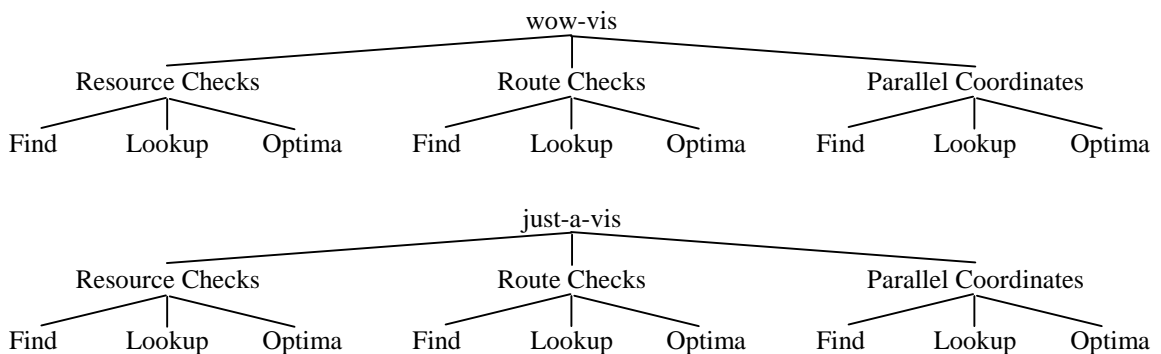 wow-vis
Resource Checks Route Checks Parallel Coordinates
Find Lookup Optima Find Lookup Optima Find Lookup Optima
just-a-vis
Resource Checks Route Checks Parallel Coordinates
Find Lookup Optima Find Lookup Optima Find Lookup Optima